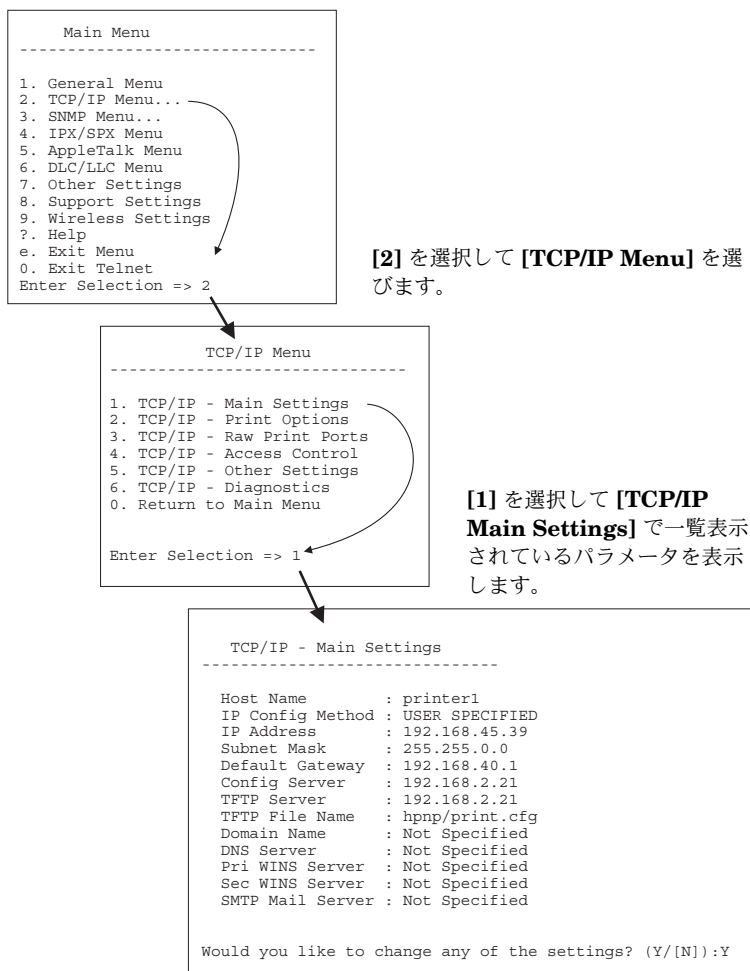 Main Menu
-------------------------------
1. General Menu
2. TCP/IP Menu...
3. SNMP Menu...
4. IPX/SPX Menu
5. AppleTalk Menu
6. DLC/LLC Menu
7. Other Settings
8. Support Settings
9. Wireless Settings
?. Help
e. Exit Menu
0. Exit Telnet
Enter Selection => 2
[2] を選択して [TCP/IP Menu] を選
びます。
TCP/IP Menu
-------------------------------
1. TCP/IP - Main Settings
2. TCP/IP - Print Options
3. TCP/IP - Raw Print Ports
4. TCP/IP - Access Control
5. TCP/IP - Other Settings
6. TCP/IP - Diagnostics
0. Return to Main Menu
Enter Selection => 1
[1] を選択して [TCP/IP
Main Settings] で一覧表示
されているパラメータを表示
します。
TCP/IP - Main Settings
-------------------------------
Host Name : printer1
IP Config Method : USER SPECIFIED
IP Address : 192.168.45.39
Subnet Mask : 255.255.0.0
Default Gateway : 192.168.40.1
Config Server : 192.168.2.21
TFTP Server : 192.168.2.21
TFTP File Name : hpnp/print.cfg
Domain Name : Not Specified
DNS Server : Not Specified
Pri WINS Server : Not Specified
Sec WINS Server : Not Specified
SMTP Mail Server : Not Specified
Would you like to change any of the settings? (Y/[N]):Y